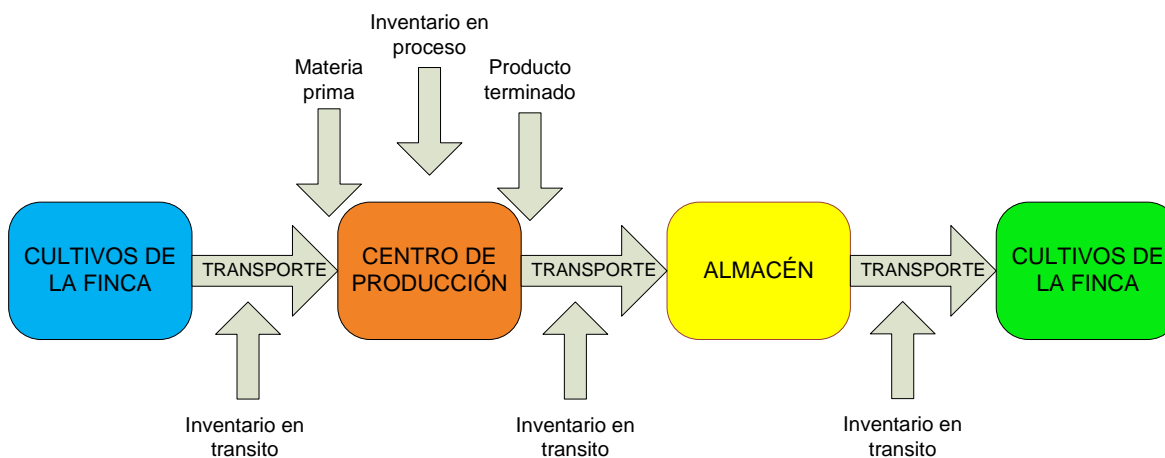 Inventario en
proceso
Materia
prima
Producto
terminado
CULTIVOS DE
LA FINCA
TRANSPORTE
CENTRO DE
PRODUCCIÓN
TRANSPORTE
ALMACÉN
TRANSPORTE
CULTIVOS DE
LA FINCA
Inventario en
transito
Inventario en
transito
Inventario en
transito